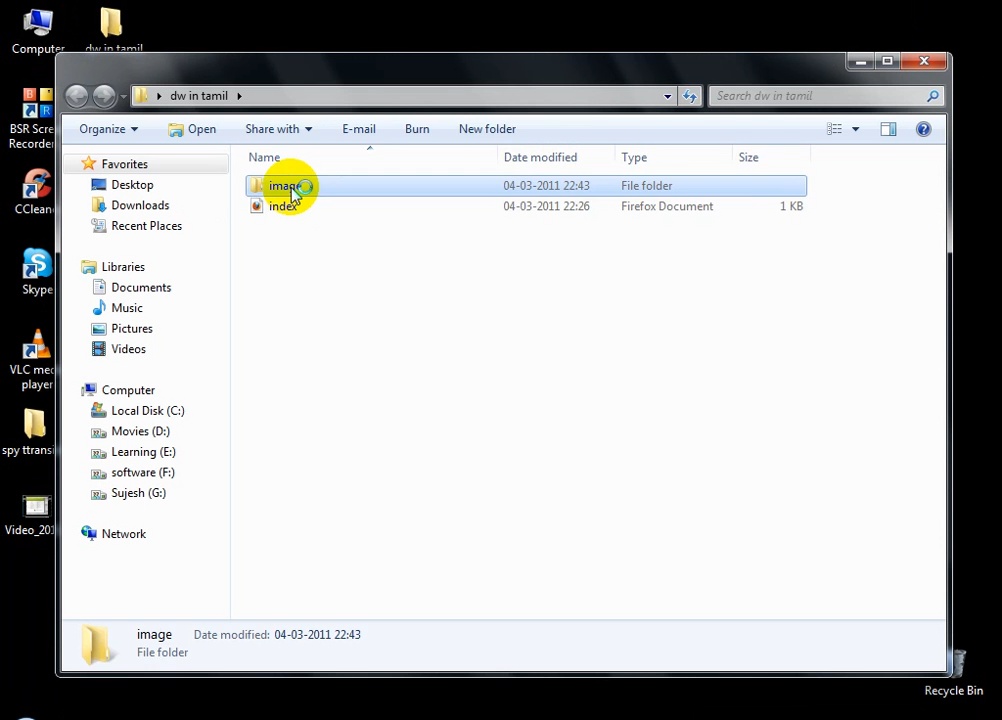 Computer
dw in tamil
dw in tamil
Search dw in tamil
Organize
Open
Share with
E-mail
Burn
New folder
Name
Date modified
Type
Size
Favorites
Desktop
Downloads
Recent Places
Libraries
Documents
Music
Pictures
Videos
Computer
Local Disk (C:)
Movies (D:)
Learning (E:)
software (F:)
Sujesh (G:)
Network
image
04-03-2011 22:43
File folder
index
04-03-2011 22:26
Firefox Document
1 KB
BSR Scre
Recorder
CCleane
Skype
VLC med
player
spy ttransi
Video_201
image
Date modified: 04-03-2011 22:43
File folder
Recycle Bin